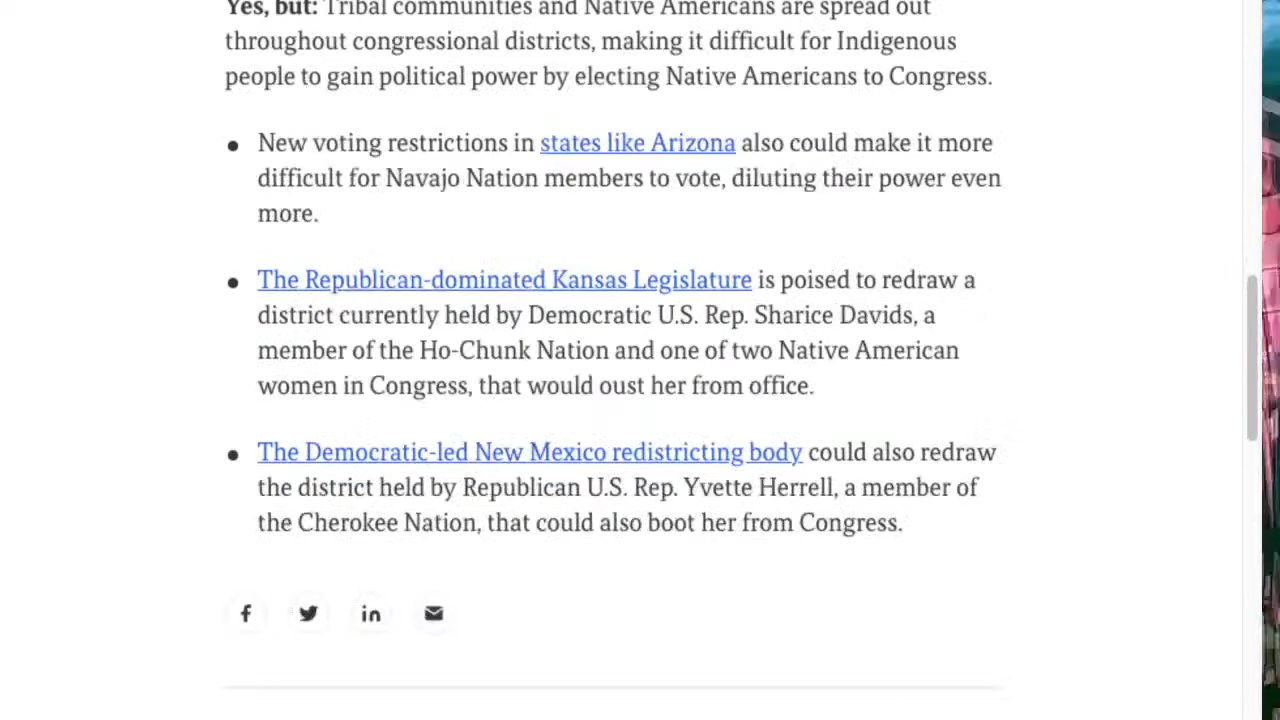 Yes, but: Tribal communities and Native Americans are spread out
throughout congressional districts, making it difficult for Indigenous
people to gain political power by electing Native Americans to Congress.
● New voting restrictions in states like Arizona also could make it more
difficult for Navajo Nation members to vote, diluting their power even
more.
● The Republican-dominated Kansas Legislature is poised to redraw a
district currently held by Democratic U.S. Rep. Sharice Davids, a
member of the Ho-Chunk Nation and one of two Native American
women in Congress, that would oust her from office.
● The Democratic-led New Mexico redistricting body could also redraw
the district held by Republican U.S. Rep. Yvette Herrell, a member of
the Cherokee Nation, that could also boot her from Congress.